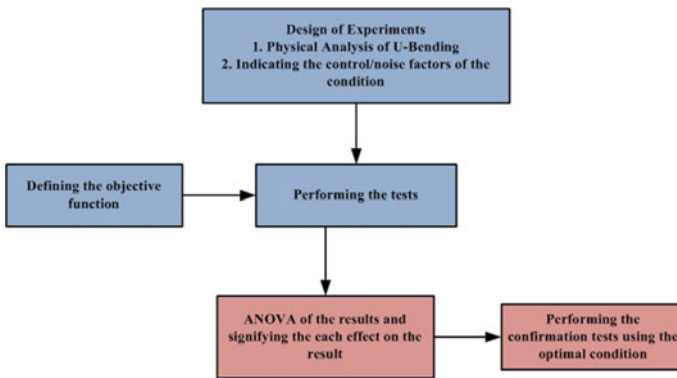 Design of Experiments
1. Physical Analysis of U-Bending
2. Indicating the control/noise factors of the
condition
Defining the objective
function
Performing the tests
ANOVA of the results and
signifying the each effect on the
result
Performing the
confirmation tests using the
optimal condition